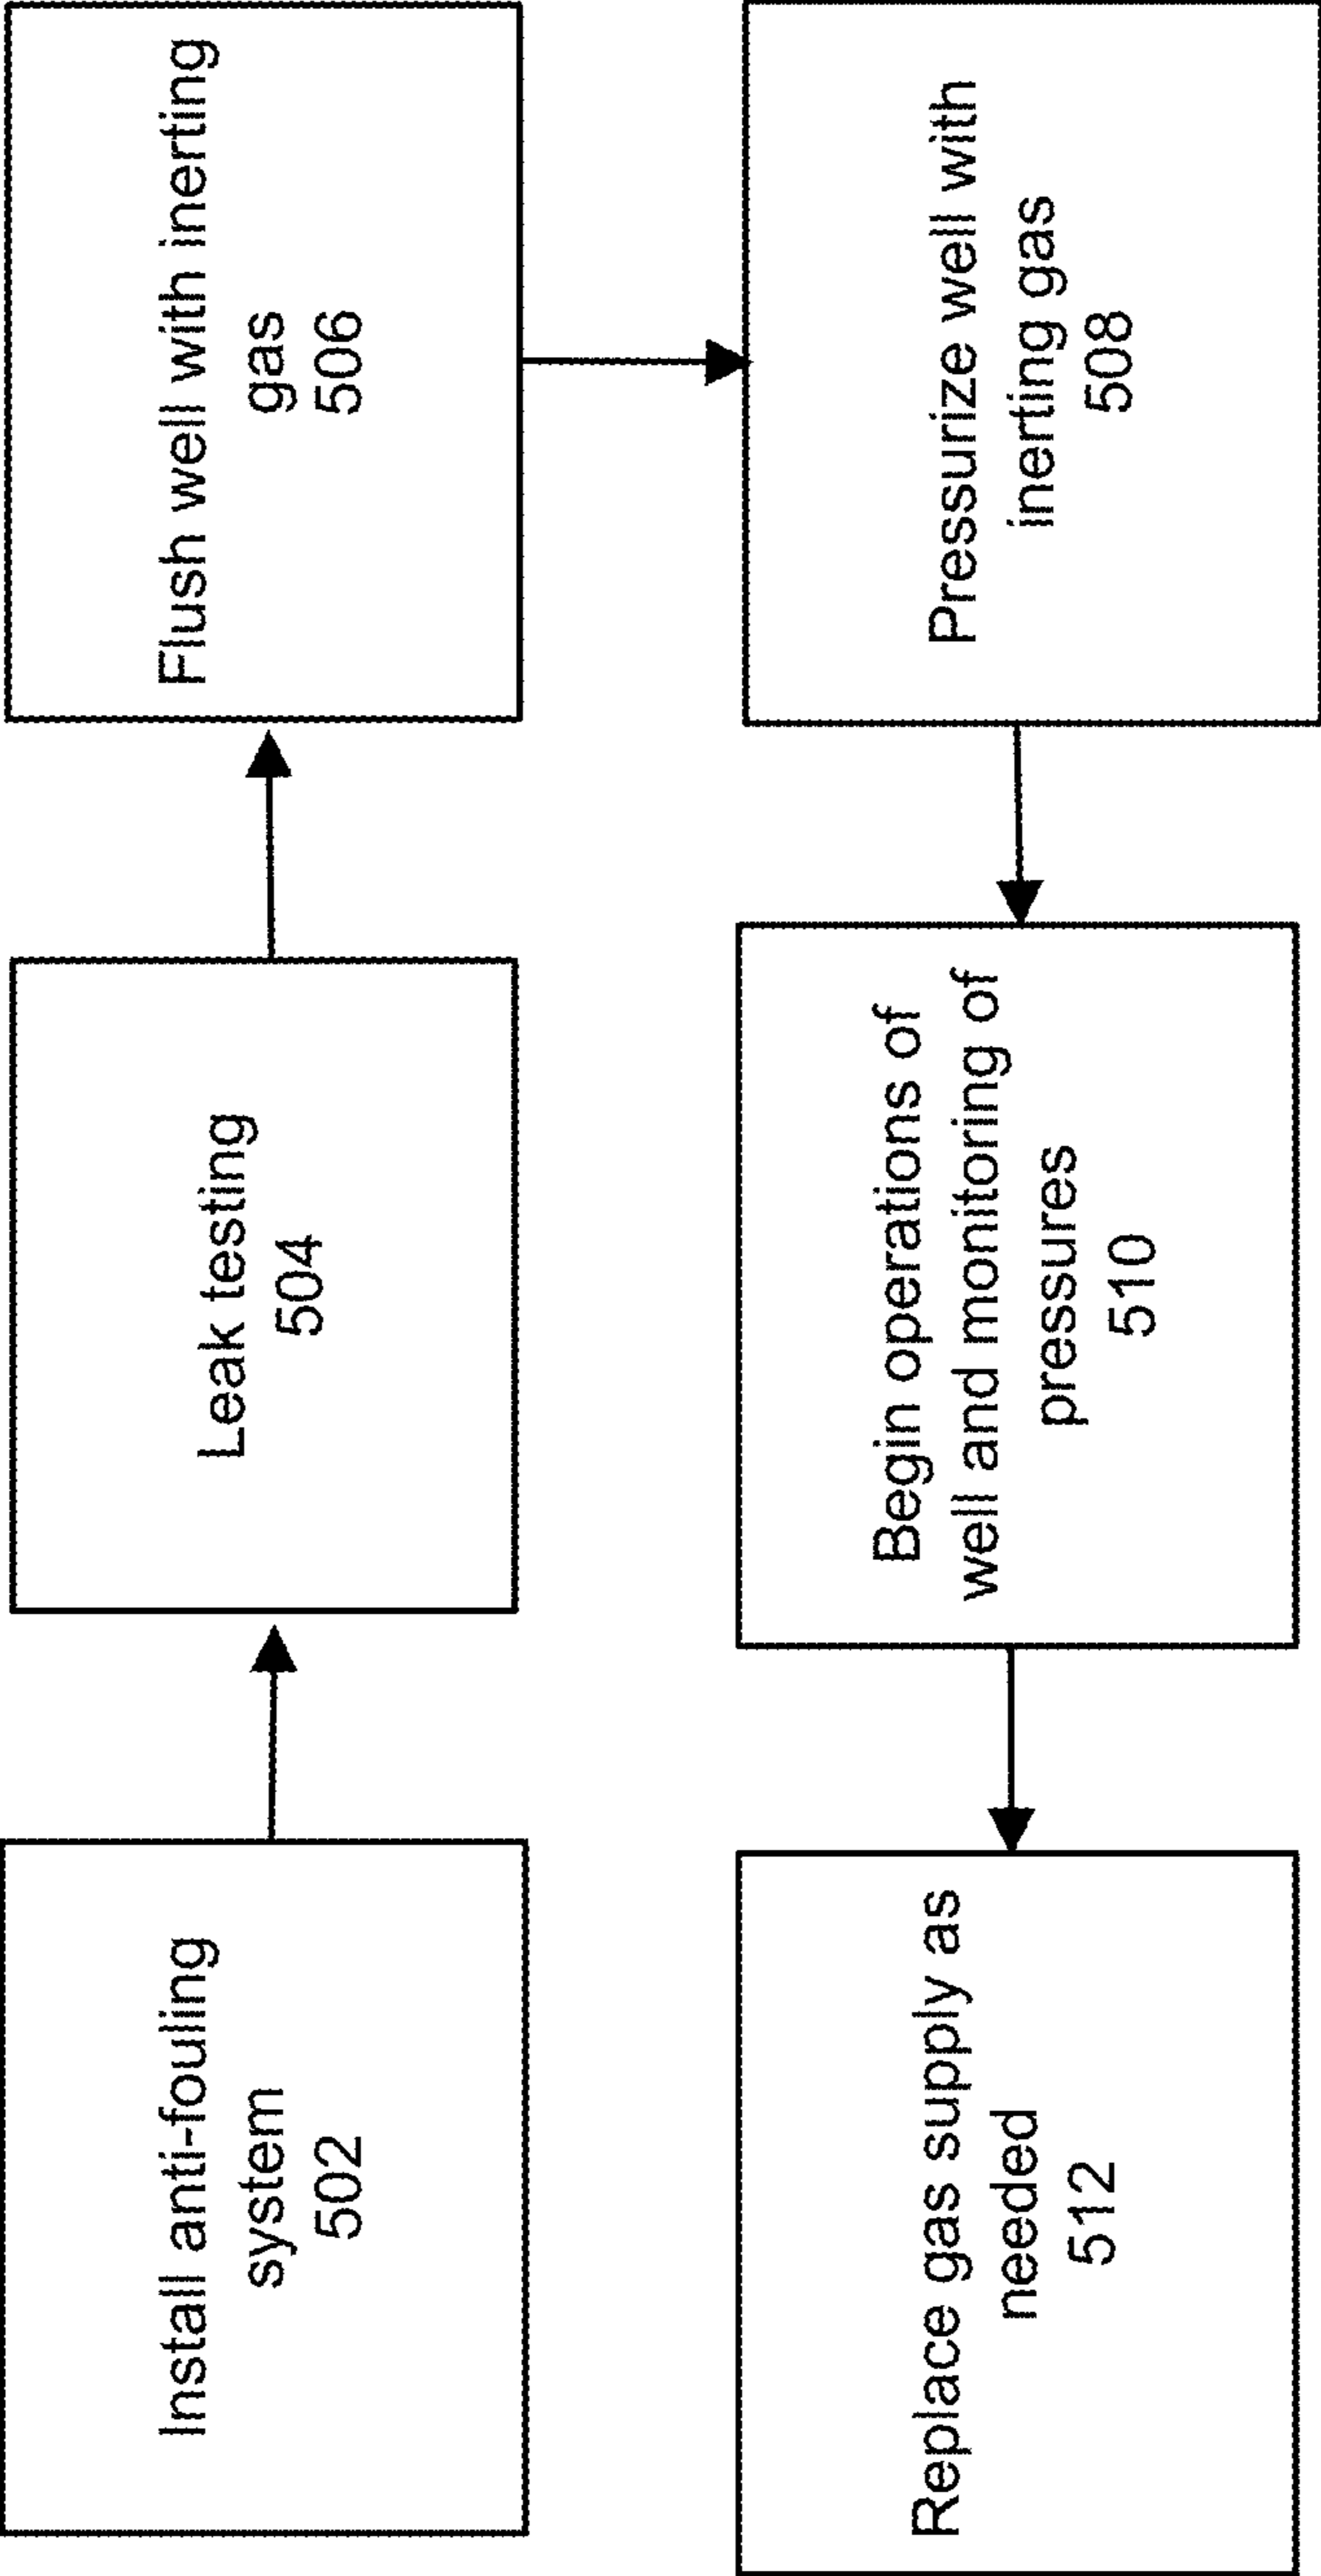 Install anti-fouling
system
502
Leak testing
504
Flush well with inerting
gas
506
Pressurize well with
inerting gas
508
Begin operations of
well and monitoring of
pressures
510
Replace gas supply as
needed
512